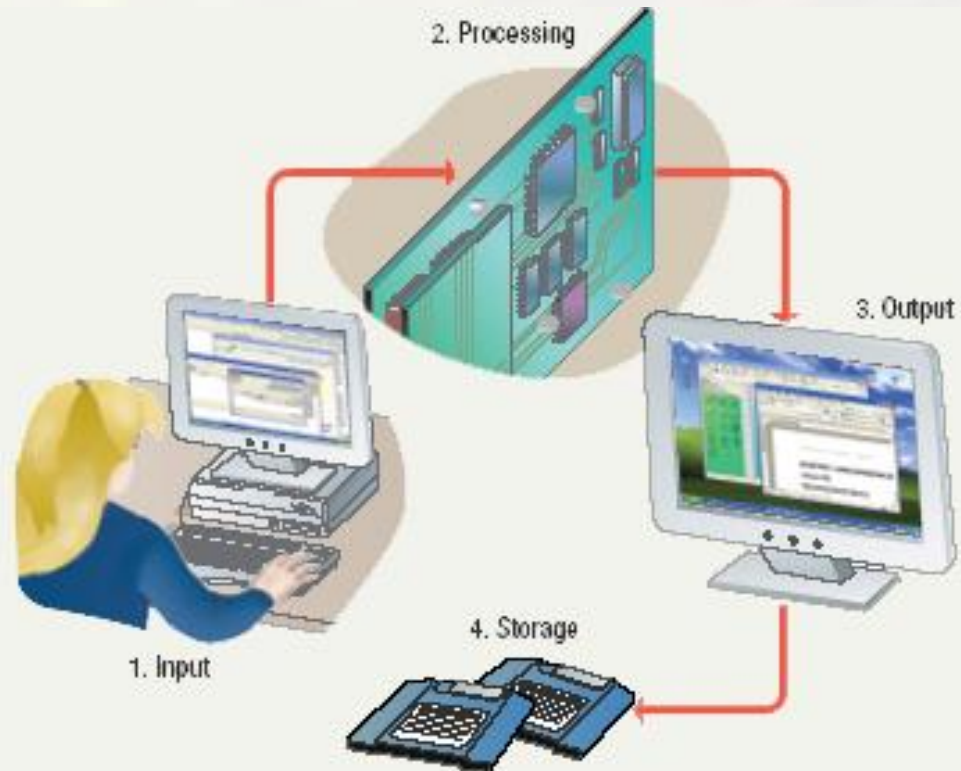 1. Input
2. Processing
3. Output
4. Storage